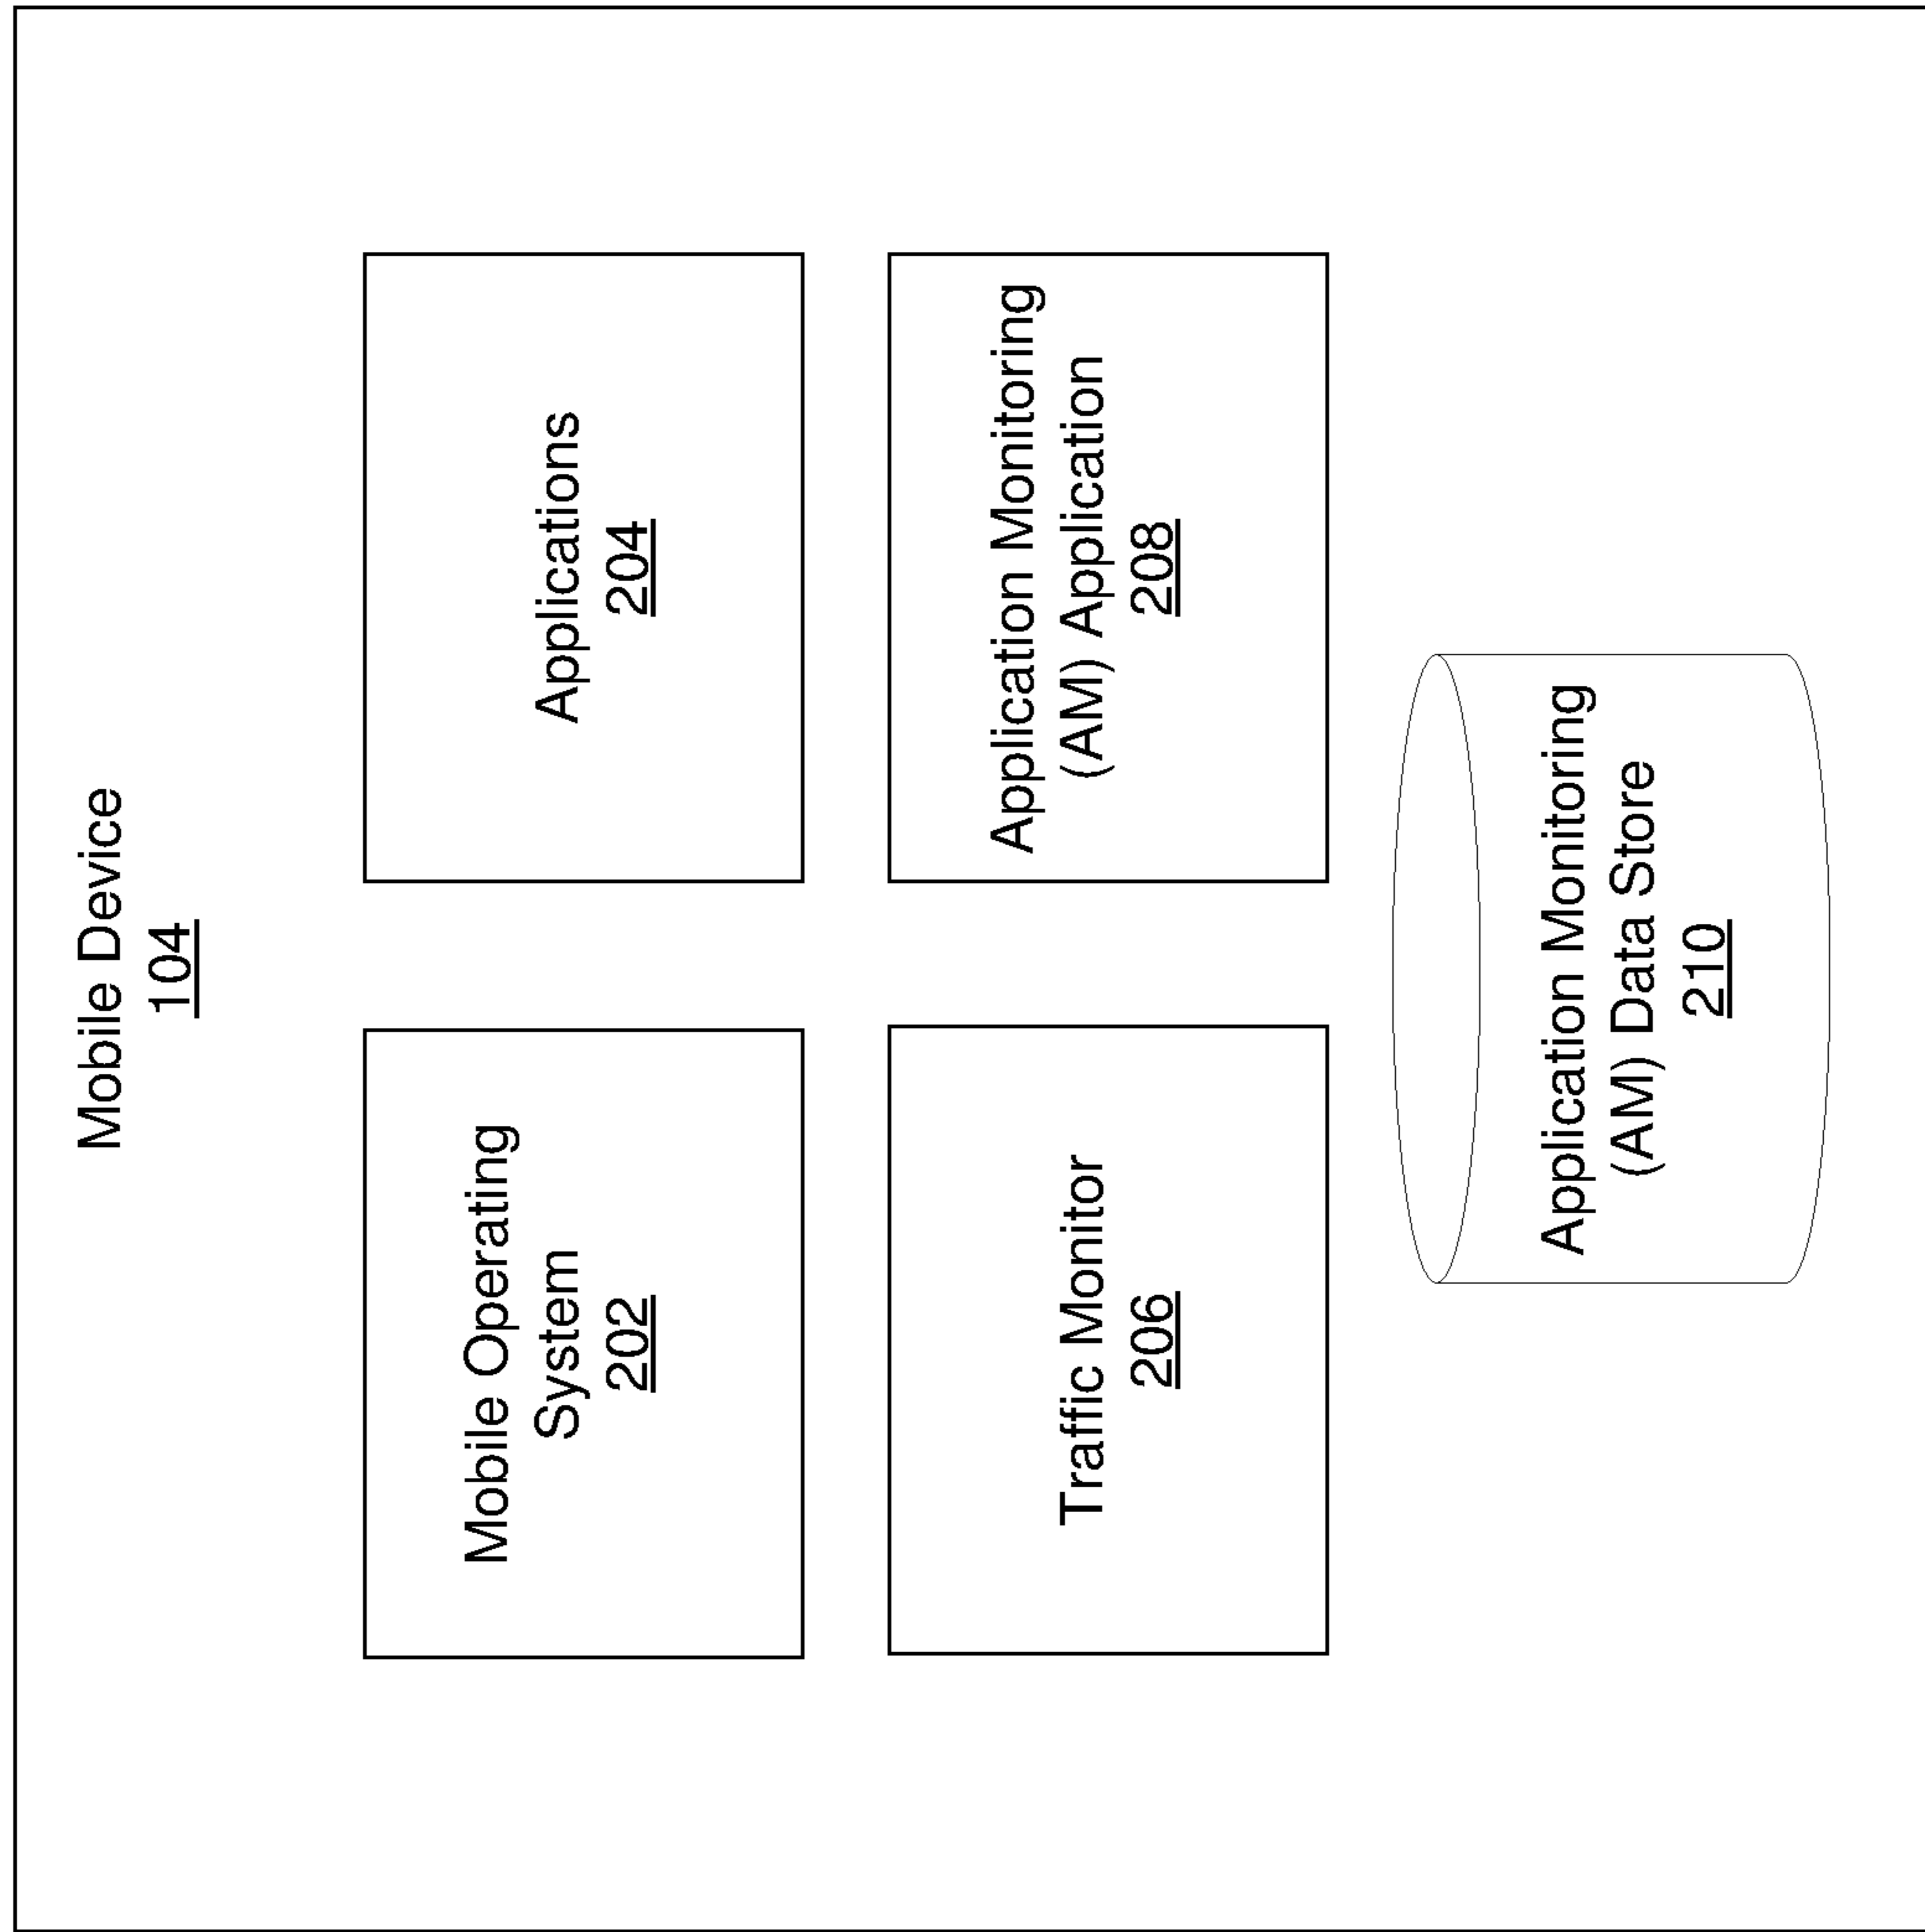 Mobile Device
104
Mobile Operating
System
202
Applications
204
Traffic Monitor
206
Application Monitoring
(AM) Application
208
Application Monitoring
(AM) Data Store
210